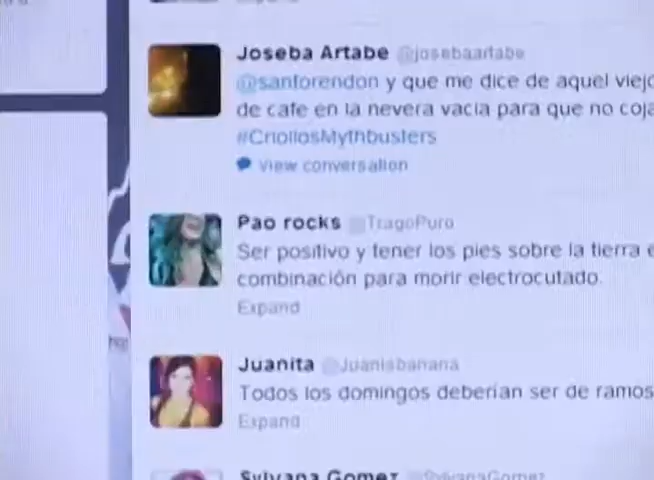 Joseba Artabe @josebaartabe
@sanforendon y que me dice de aquel viejo
de cafe en la nevera vacia para que no coja
#CriollosMythbusters
View conversation
Pao rocks @TragoPuro
Ser positivo y tener los pies sobre la tierra e
combinación para morir electrocutado.
Expand
Juanita @Juanisbanana
Todos los domingos deberían ser de ramos
Expand
Sylvana Gomez @SylvanaGomez